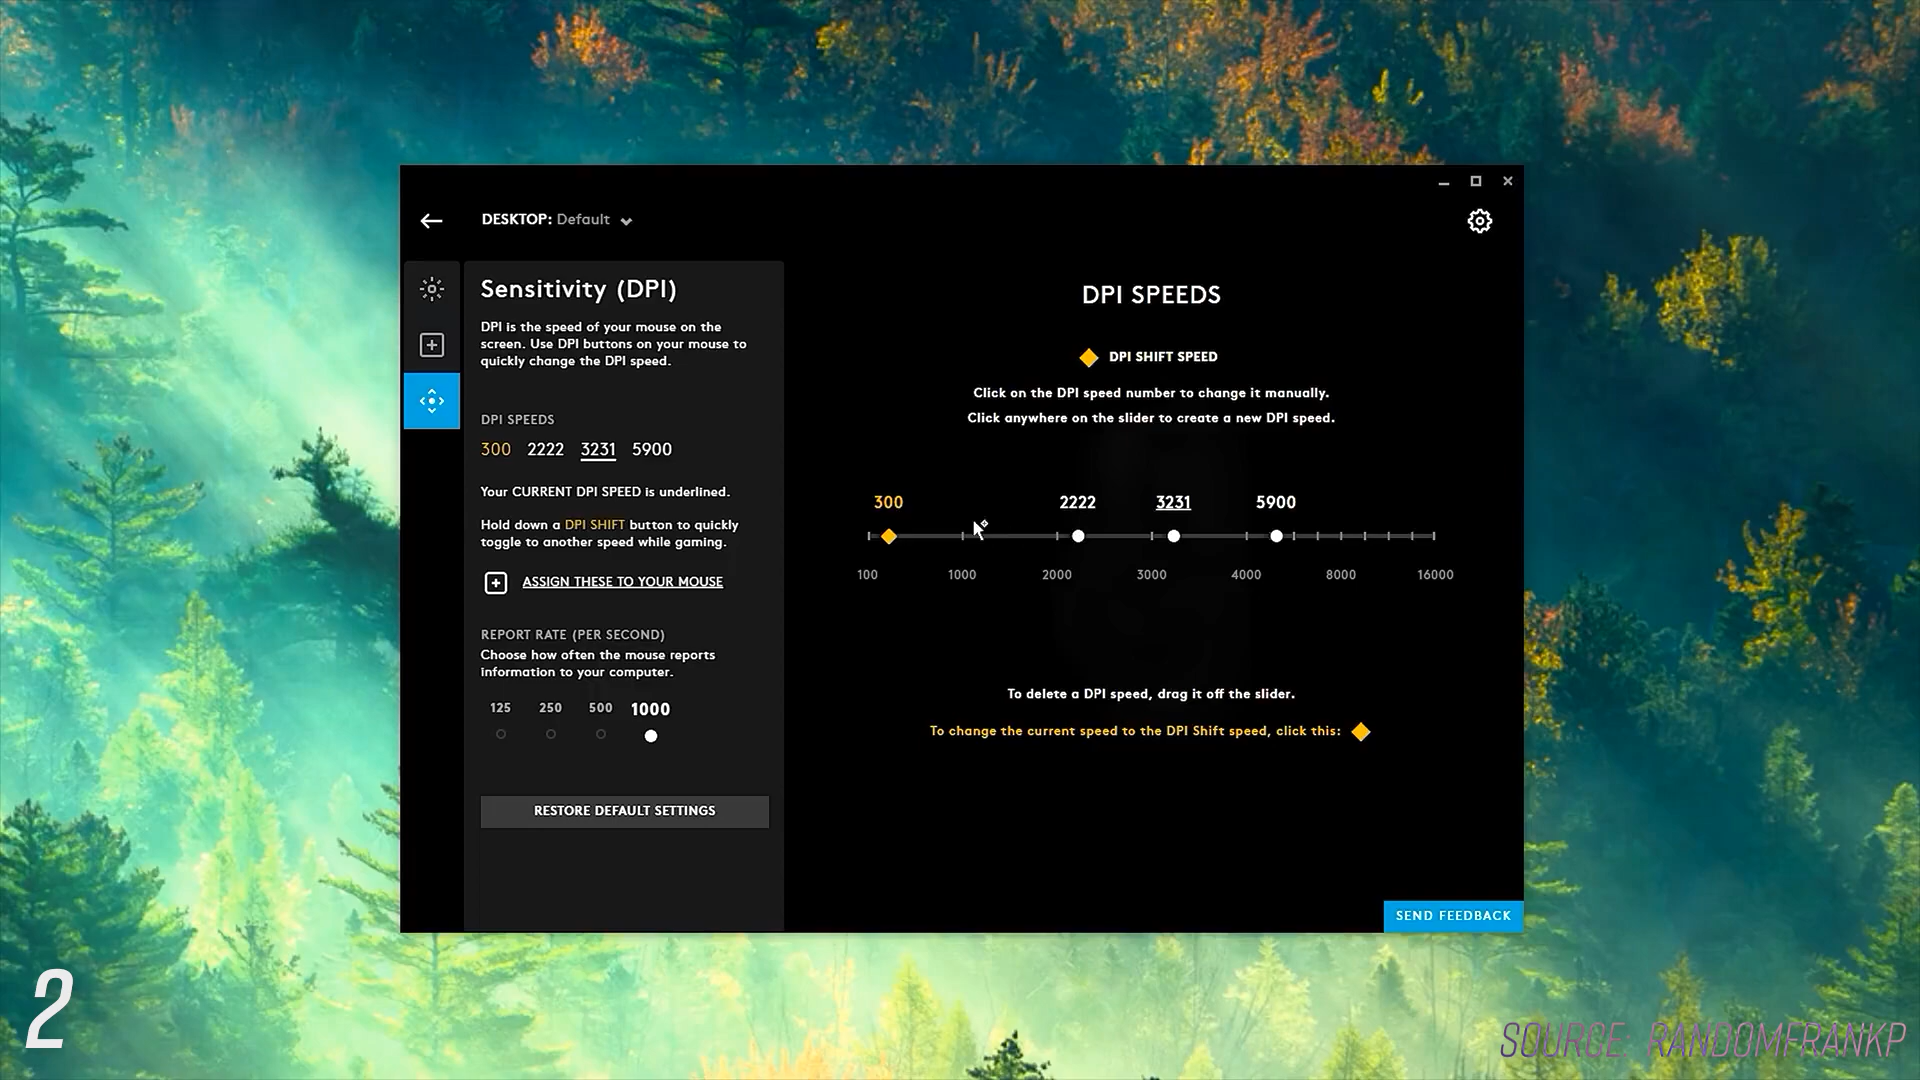 DESKTOP: Default
Sensitivity (DPI)
DPI is the speed of your mouse on the
screen. Use DPI buttons on your mouse to
quickly change the DPI speed.
DPI SPEEDS
300 2222 3231 5900
Your CURRENT DPI SPEED is underlined.
Hold down a DPI SHIFT button to quickly
toggle to another speed while gaming.
ASSIGN THESE TO YOUR MOUSE
REPORT RATE (PER SECOND)
Choose how often the mouse reports
information to your computer.
125 250 500 1000
RESTORE DEFAULT SETTINGS
DPI SPEEDS
DPI SHIFT SPEED
Click on the DPI speed number to change it manually.
Click anywhere on the slider to create a new DPI speed.
300 2222 3231 5900
100 1000 2000 3000 4000 8000 16000
To delete a DPI speed, drag it off the slider.
To change the current speed to the DPI Shift speed, click this:
SEND FEEDBACK
2
SOURCE: RANDOMFRANKP